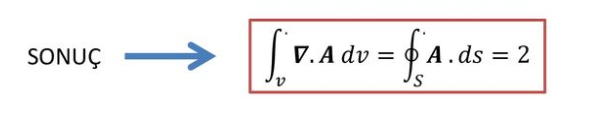 SONUÇ ∫_v ∇.A dv = ∮_S A . ds = 2